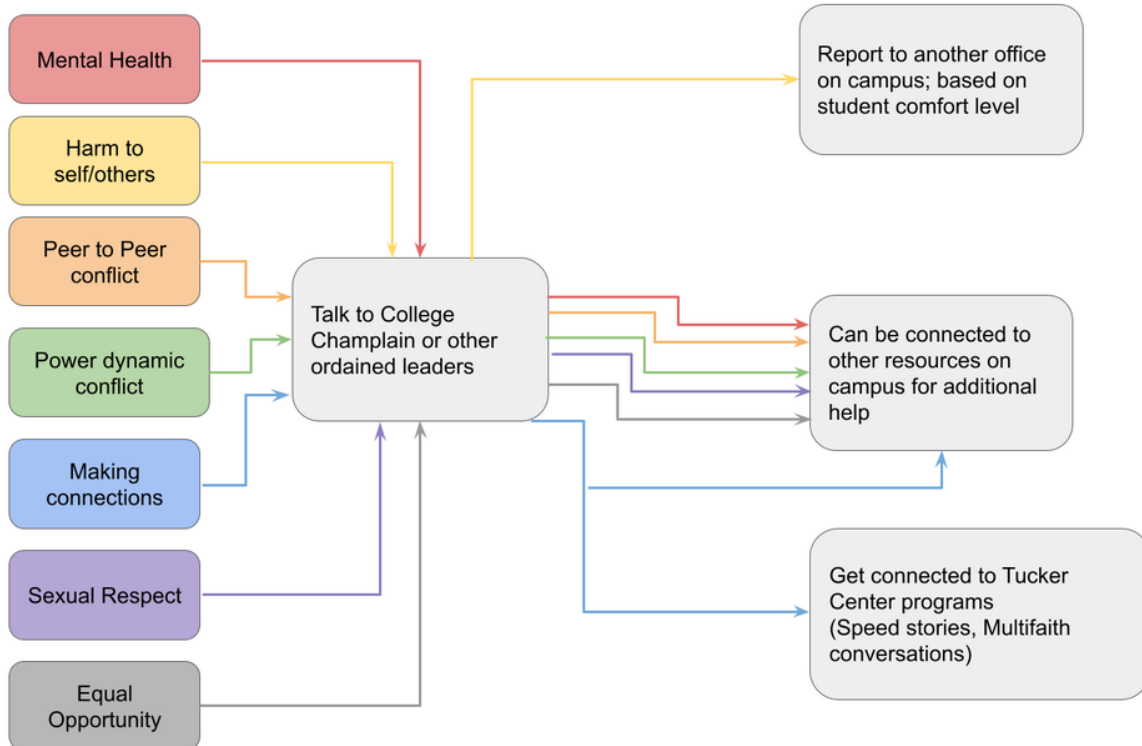 Mental Health
Harm to
self/others
Peer to Peer
conflict
Power dynamic
conflict
Making
connections
Sexual Respect
Equal
Opportunity
Talk to College
Champlain or other
ordained leaders
Report to another office
on campus; based on
student comfort level
Can be connected to
other resources on
campus for additional
help
Get connected to Tucker
Center programs
(Speed stories, Multifaith
conversations)